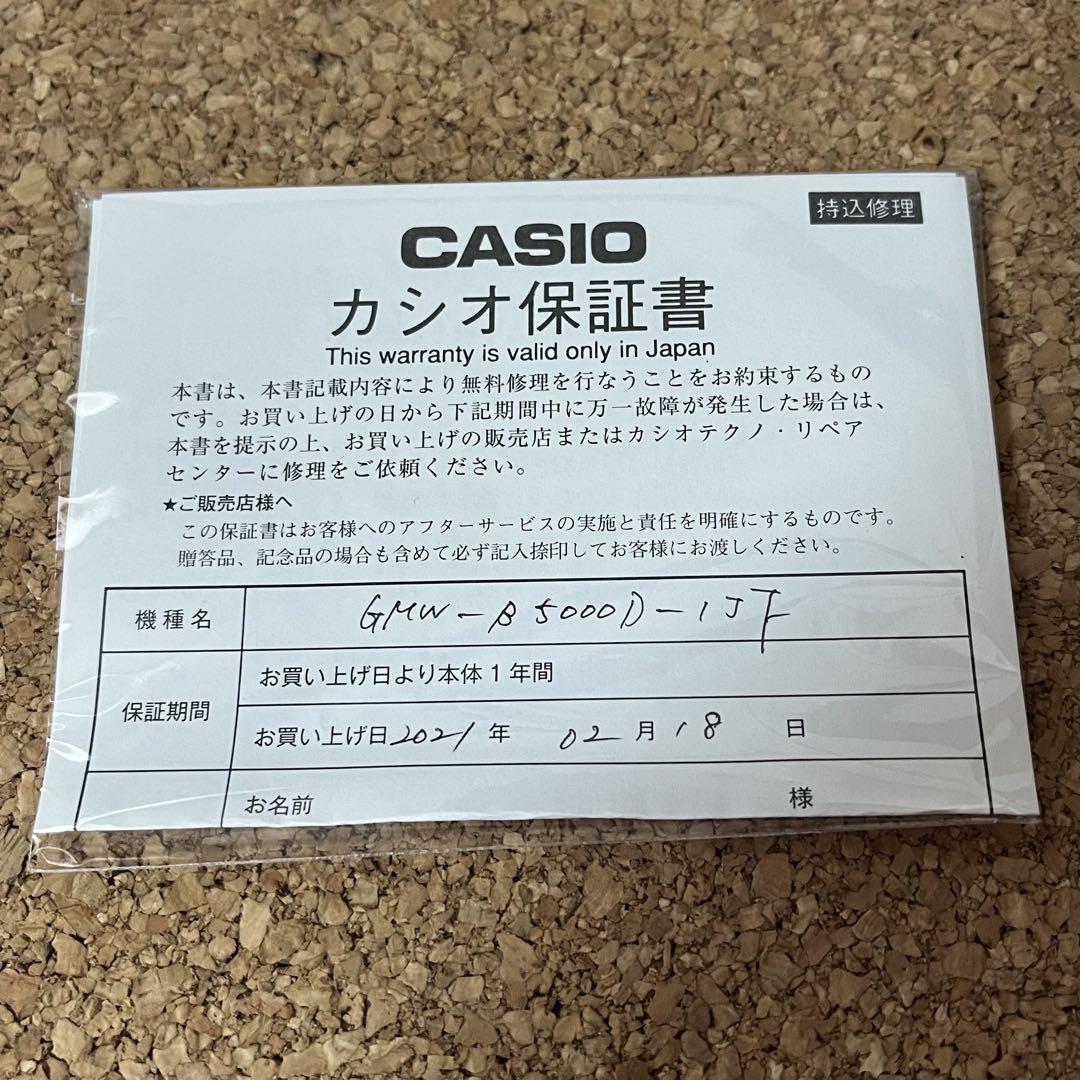 持込修理
CASIO
カシオ保証書
This warranty is valid only in Japan
本書は、本書記載内容により無料修理を行なうことをお約束するもの
です。お買い上げの日から下記期間中に万一故障が発生した場合は、
本書を提示の上、お買い上げの販売店またはカシオテクノ・リペア
センターに修理をご依頼ください。
★ご販売店様へ
この保証書はお客様へのアフターサービスの実施と責任を明確にするものです。
贈答品、記念品の場合も含めて必ず記入捺印してお客様にお渡しください。
機種名 GMW-B5000D-1JF
保証期間
お買い上げ日より本体1年間
お買い上げ日2021年 02月18 日
お名前 様